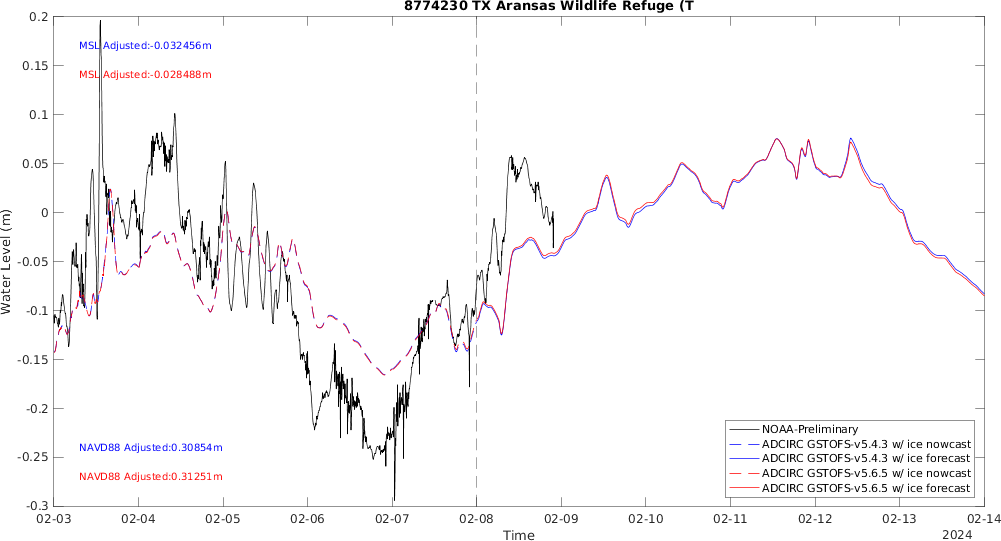 8774230 TX Aransas Wildlife Refuge (T
0.2
0.15
0.1
0.05
0
-0.05
-0.1
-0.15
-0.2
-0.25
-0.3
Water Level (m)
MSL Adjusted:-0.032456m
MSL Adjusted:-0.028488m
NAVD88 Adjusted:0.30854m
NAVD88 Adjusted:0.31251m
NOAA-Preliminary
ADCIRC GSTOFS-v5.4.3 w/ ice nowcast
ADCIRC GSTOFS-v5.4.3 w/ ice forecast
ADCIRC GSTOFS-v5.6.5 w/ ice nowcast
ADCIRC GSTOFS-v5.6.5 w/ ice forecast
02-03 02-04 02-05 02-06 02-07 02-08 02-09 02-10 02-11 02-12 02-13 02-14
Time
2024